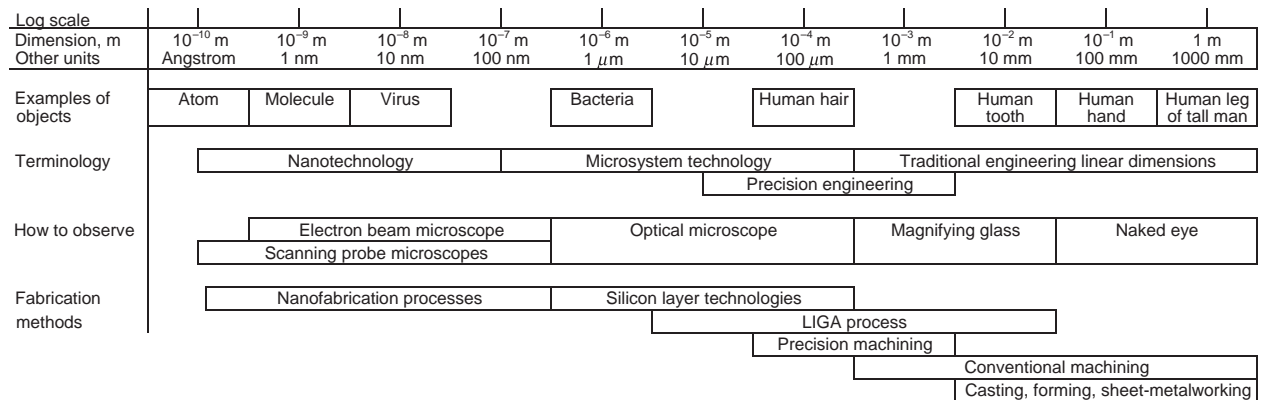 Log scale
Dimension, m 10⁻¹⁰ m 10⁻⁹ m 10⁻⁸ m 10⁻⁷ m 10⁻⁶ m 10⁻⁵ m 10⁻⁴ m 10⁻³ m 10⁻² m 10⁻¹ m 1 m
Other units Angstrom 1 nm 10 nm 100 nm 1 μm 10 μm 100 μm 1 mm 10 mm 100 mm 1000 mm
Examples of Atom Molecule Virus Bacteria Human hair Human Human Human leg
objects tooth hand of tall man
Terminology Nanotechnology Microsystem technology Traditional engineering linear dimensions
Precision engineering
How to observe Electron beam microscope Optical microscope Magnifying glass Naked eye
Scanning probe microscopes
Fabrication Nanofabrication processes Silicon layer technologies
methods LIGA process
Precision machining
Conventional machining
Casting, forming, sheet-metalworking